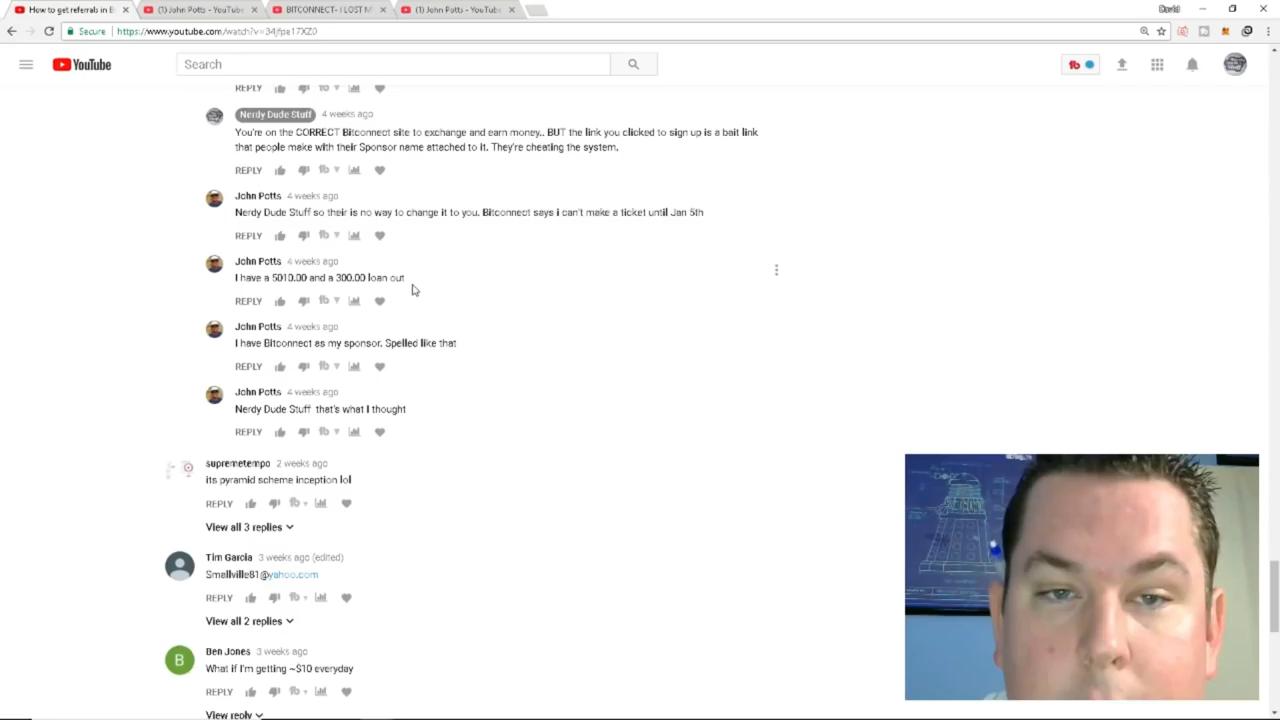 How to get referrals in B
(1) John Potts - YouTube
BITCONNECT- I LOST M
(1) John Potts - YouTube
David
Secure
https://www.youtube.com/watch?v=34jfpe17XZ0
YouTube
Search
REPLY
Nerdy Dude Stuff 4 weeks ago
You're on the CORRECT Bitconnect site to exchange and earn money.. BUT the link you clicked to sign up is a bait link
that people make with their Sponsor name attached to it. They're cheating the system.
REPLY
John Potts 4 weeks ago
Nerdy Dude Stuff so their is no way to change it to you. Bitconnect says i can't make a ticket until Jan 5th
REPLY
John Potts 4 weeks ago
I have a 5010.00 and a 300.00 loan out
REPLY
John Potts 4 weeks ago
I have Bitconnect as my sponsor. Spelled like that
REPLY
John Potts 4 weeks ago
Nerdy Dude Stuff that's what I thought
REPLY
supremetempo 2 weeks ago
its pyramid scheme inception lol
REPLY
View all 3 replies
Tim Garcia 3 weeks ago (edited)
Smallville81@yahoo.com
REPLY
View all 2 replies
B
Ben Jones 3 weeks ago
What if I'm getting ~$10 everyday
REPLY
View reply